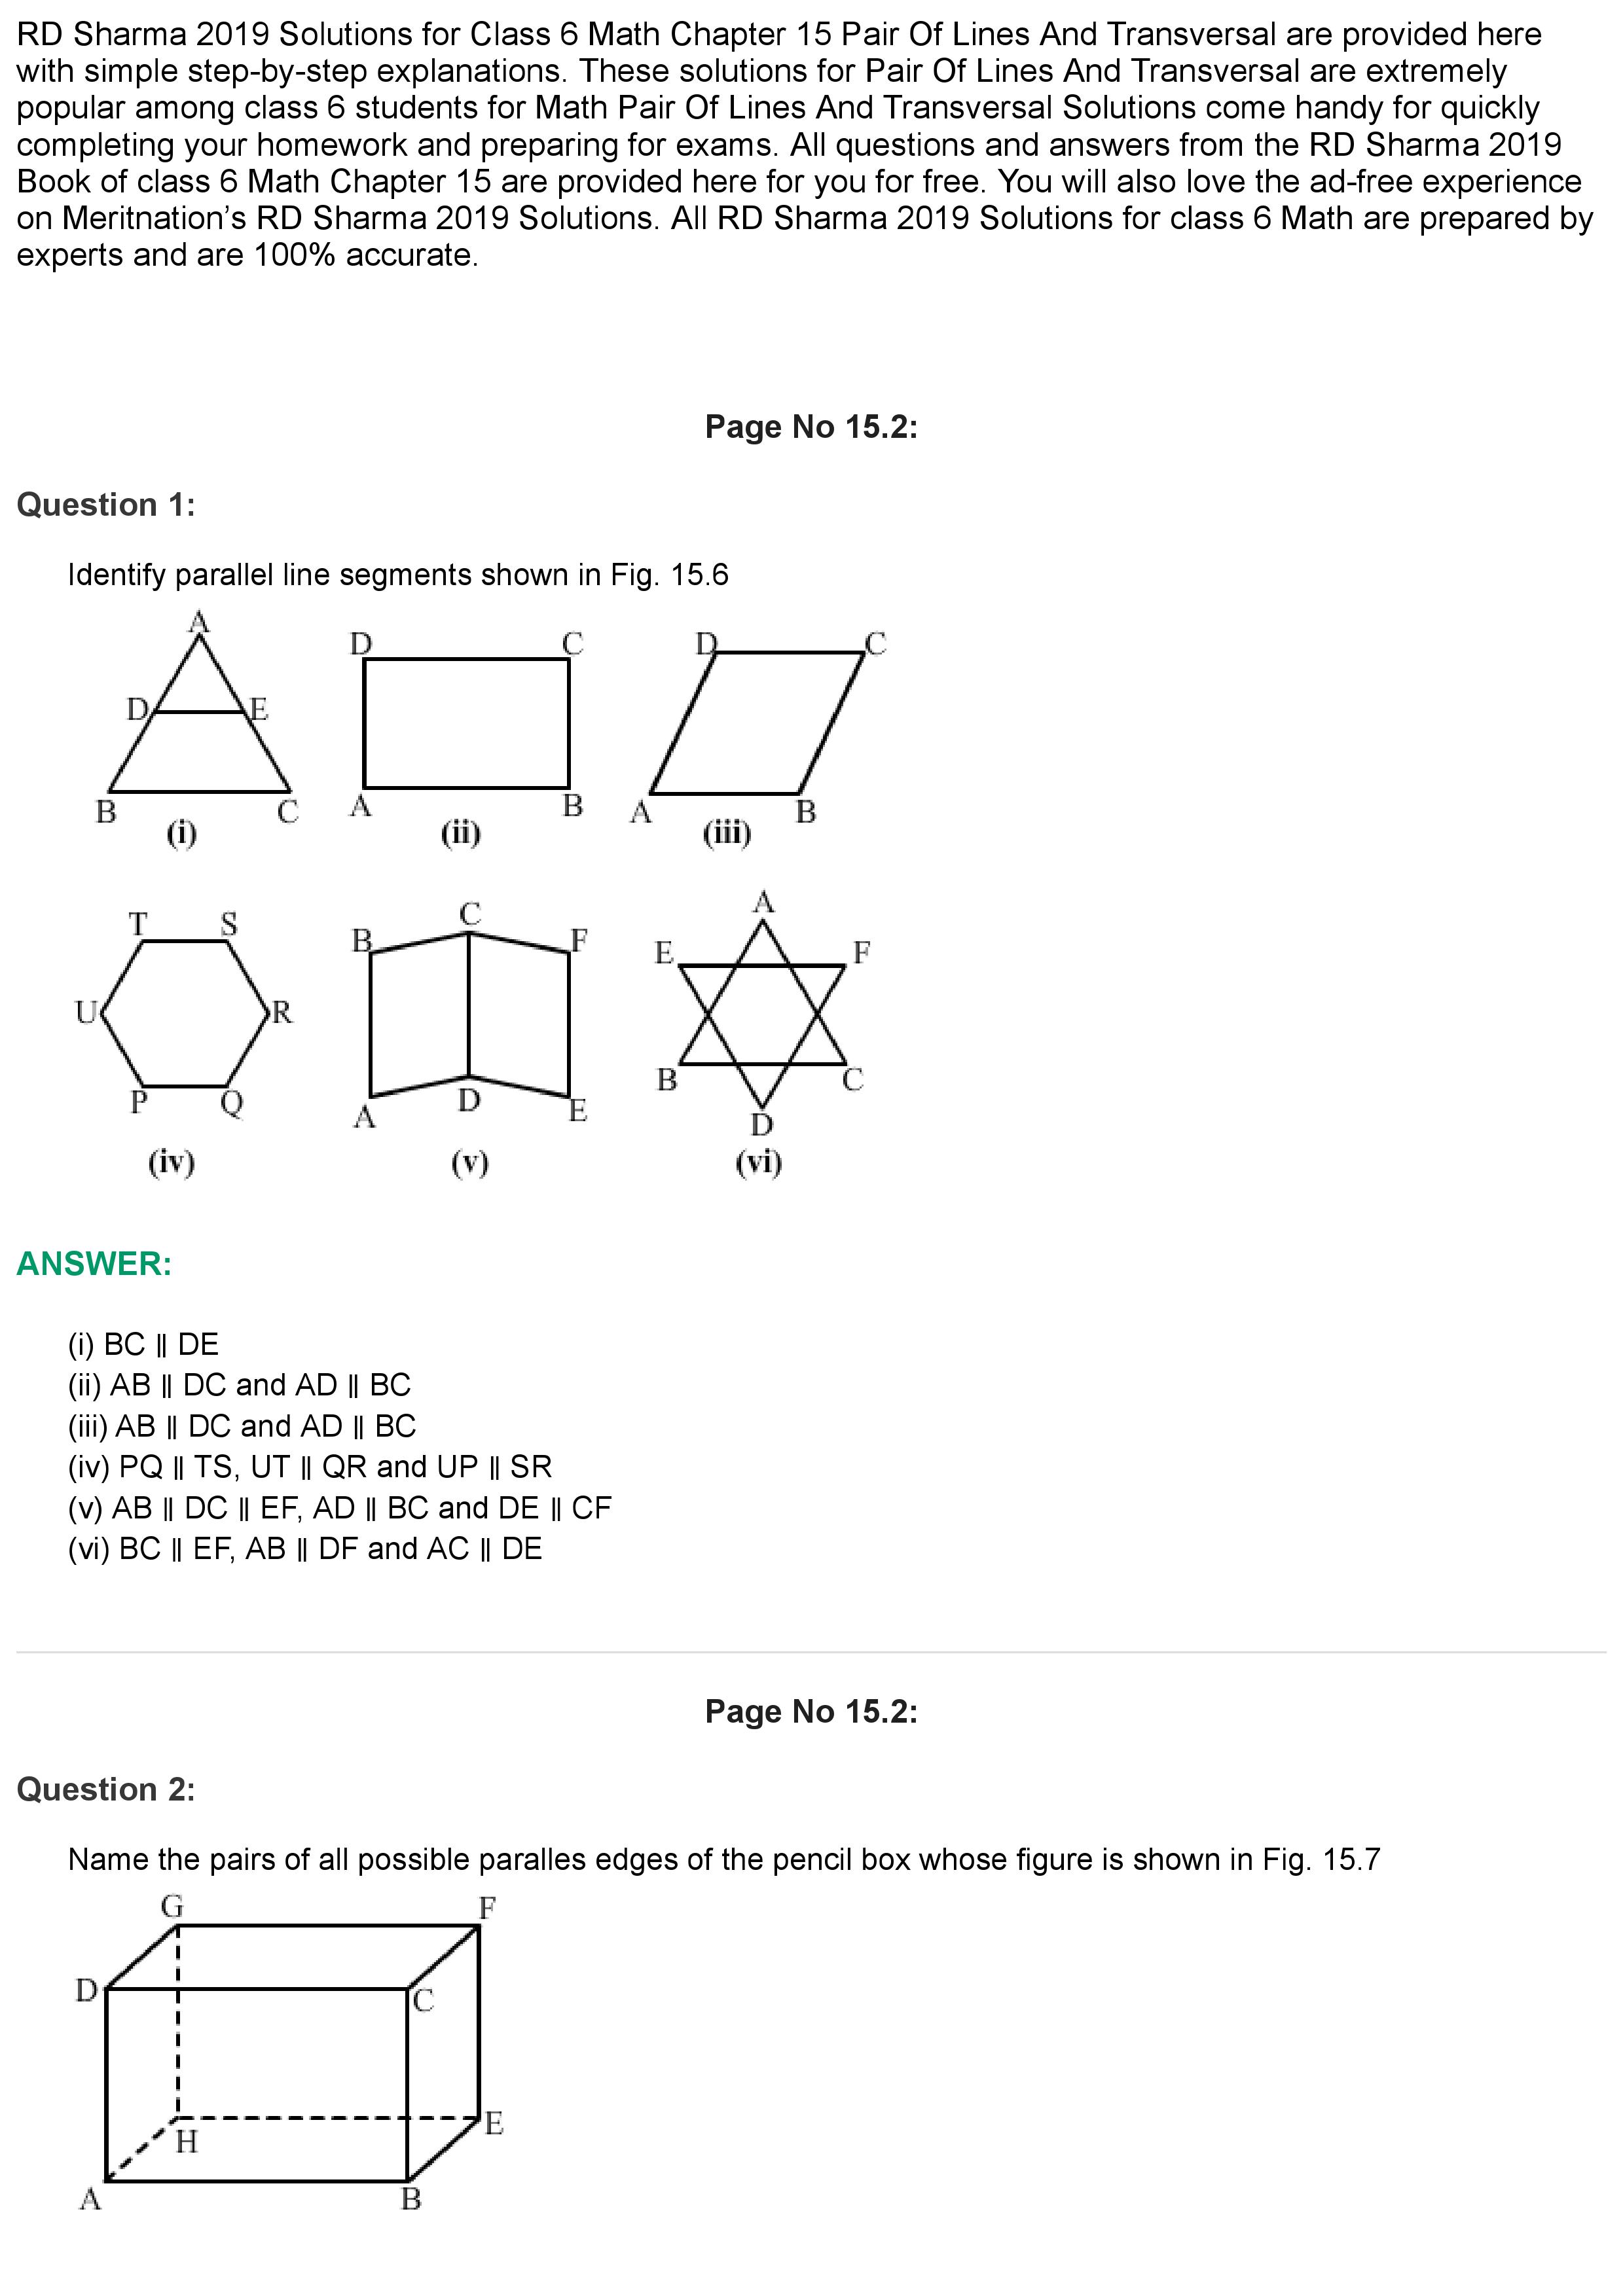 RD Sharma 2019 Solutions for Class 6 Math Chapter 15 Pair Of Lines And Transversal are provided here
with simple step-by-step explanations. These solutions for Pair Of Lines And Transversal are extremely
popular among class 6 students for Math Pair Of Lines And Transversal Solutions come handy for quickly
completing your homework and preparing for exams. All questions and answers from the RD Sharma 2019
Book of class 6 Math Chapter 15 are provided here for you for free. You will also love the ad-free experience
on Meritnation’s RD Sharma 2019 Solutions. All RD Sharma 2019 Solutions for class 6 Math are prepared by
experts and are 100% accurate.
Page No 15.2:
Question 1:
Identify parallel line segments shown in Fig. 15.6
A
D C D C
D E
B C A B A B
(i) (ii) (iii)
A
T S B C F E F
U R
P Q A D E B C
D
(iv) (v) (vi)
ANSWER:
(i) BC ∥ DE
(ii) AB ∥ DC and AD ∥ BC
(iii) AB ∥ DC and AD ∥ BC
(iv) PQ ∥ TS, UT ∥ QR and UP ∥ SR
(v) AB ∥ DC ∥ EF, AD ∥ BC and DE ∥ CF
(vi) BC ∥ EF, AB ∥ DF and AC ∥ DE
Page No 15.2:
Question 2:
Name the pairs of all possible paralles edges of the pencil box whose figure is shown in Fig. 15.7
G F
D C
H E
A B